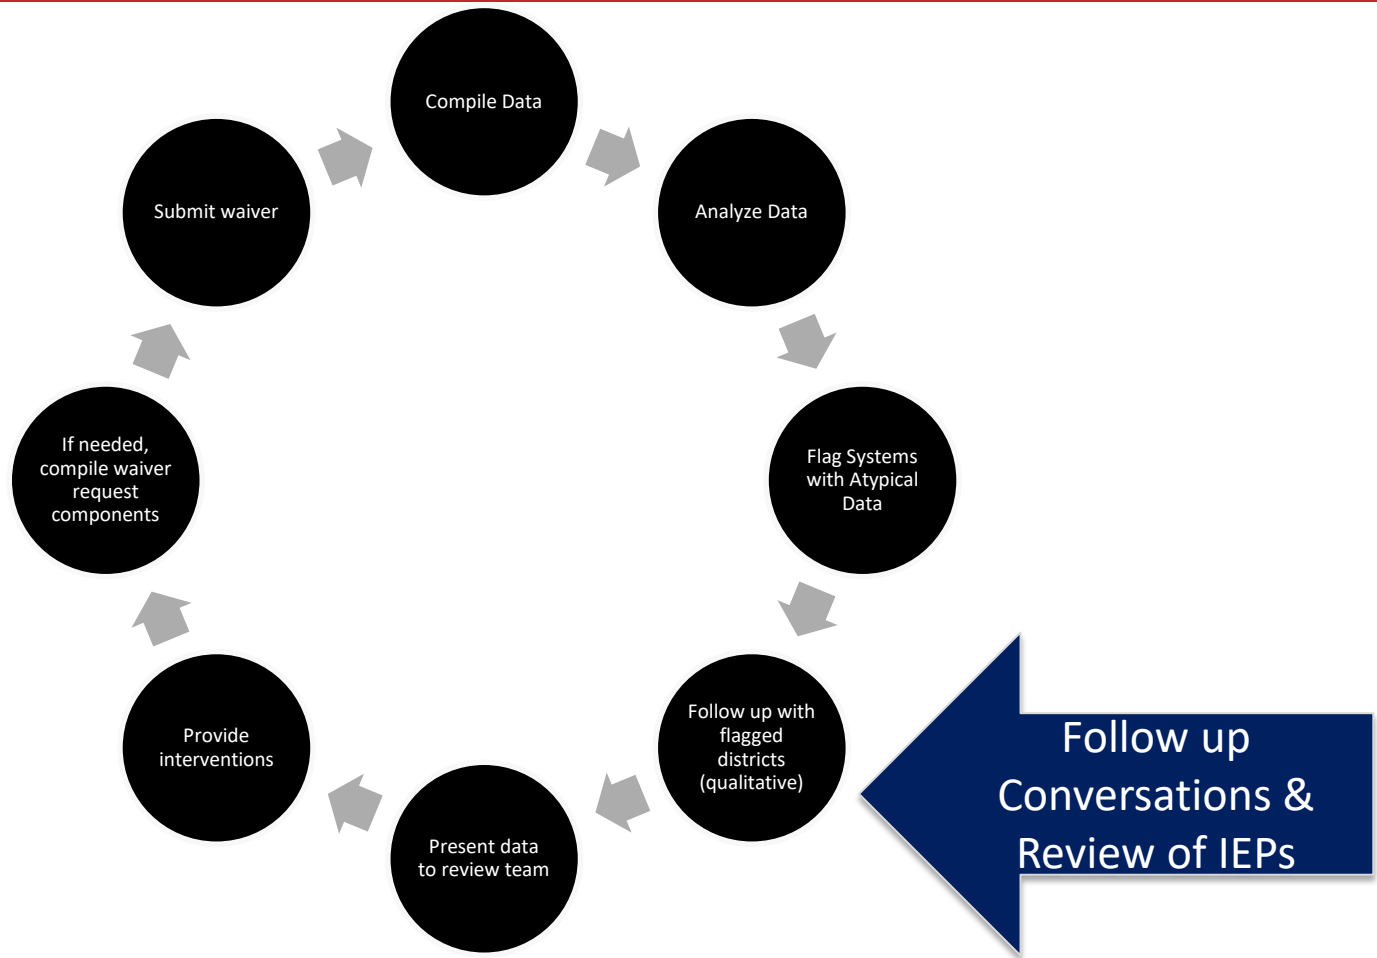 Compile Data
Analyze Data
Flag Systems
with Atypical
Data
Follow up with
flagged
districts
(qualitative)
Follow up
Conversations &
Review of IEPs
Present data
to review team
Provide
interventions
If needed,
compile waiver
request
components
Submit waiver